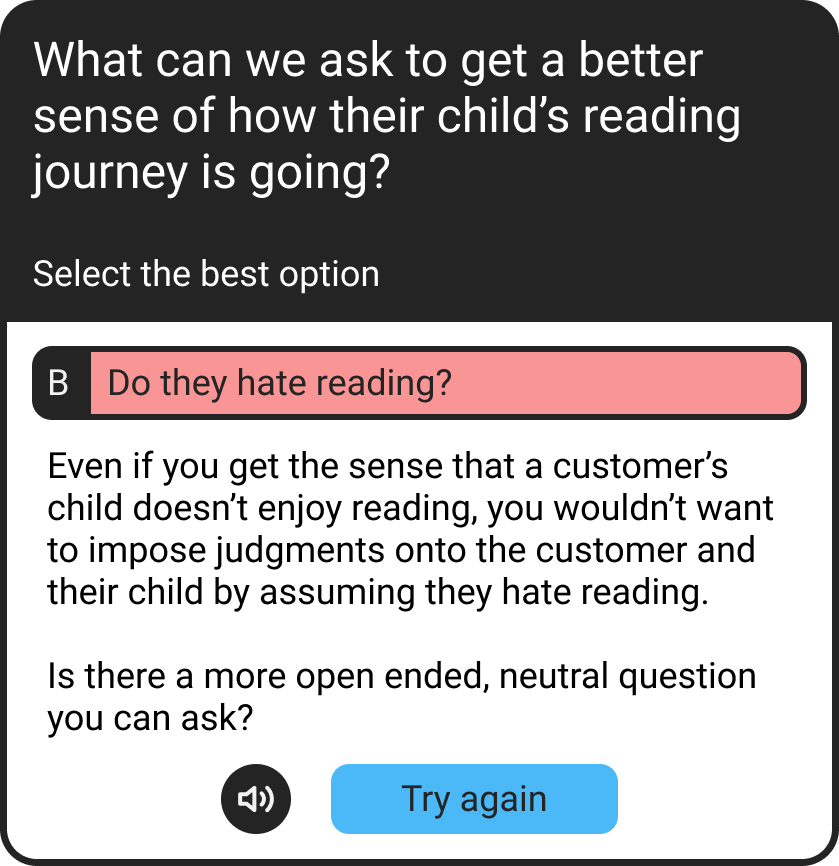 What can we ask to get a better
sense of how their child’s reading
journey is going?
Select the best option
B Do they hate reading?
Even if you get the sense that a customer’s
child doesn’t enjoy reading, you wouldn’t want
to impose judgments onto the customer and
their child by assuming they hate reading.
Is there a more open ended, neutral question
you can ask?
Try again